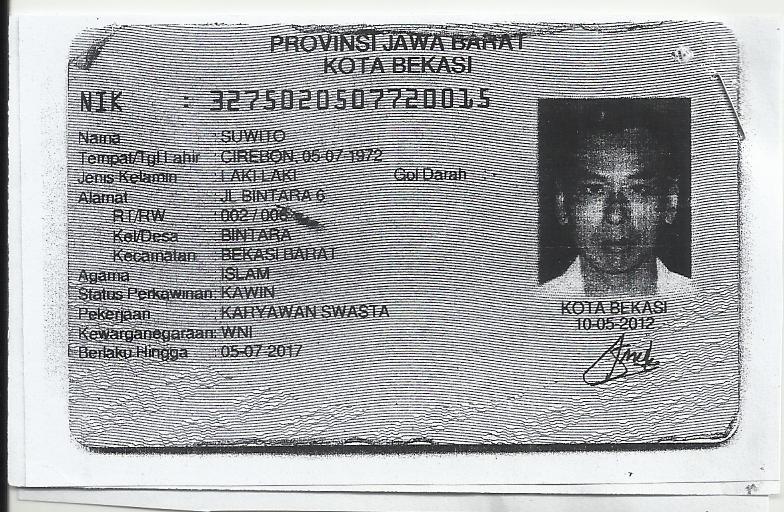 PROVINSI JAWA BARAT
KOTA BEKASI
NIK : 3275020507720015
Nama : SUWITO
Tempat/Tgl Lahir : CIREBON, 05-07-1972
Jenis Kelamin : LAKI LAKI Gol Darah : -
Alamat : JL BINTARA 6
RT/RW : 002 / 006
Kel/Desa : BINTARA
Kecamatan : BEKASI BARAT
Agama : ISLAM
Status Perkawinan: KAWIN
Pekerjaan : KARYAWAN SWASTA
Kewarganegaraan: WNI
Berlaku Hingga : 05-07-2017
KOTA BEKASI
10-05-2012